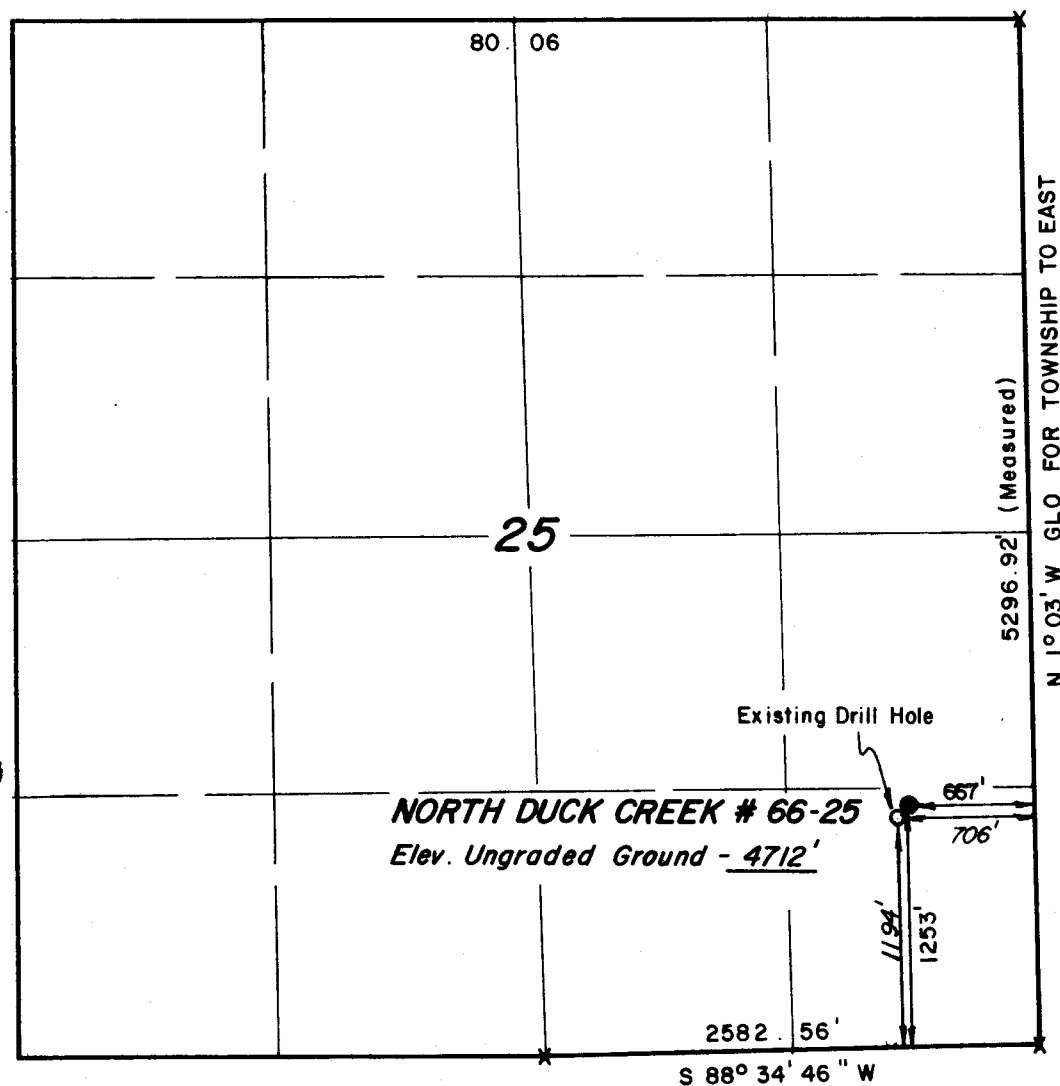 80.06
N 1° 03' W GLO FOR TOWNSHIP TO EAST
5296.92' (Measured)
25
Existing Drill Hole
NORTH DUCK CREEK # 66-25
667'
706'
Elev. Ungraded Ground - 4712'
1194'
1253'
2582.56'
S 88° 34' 46" W